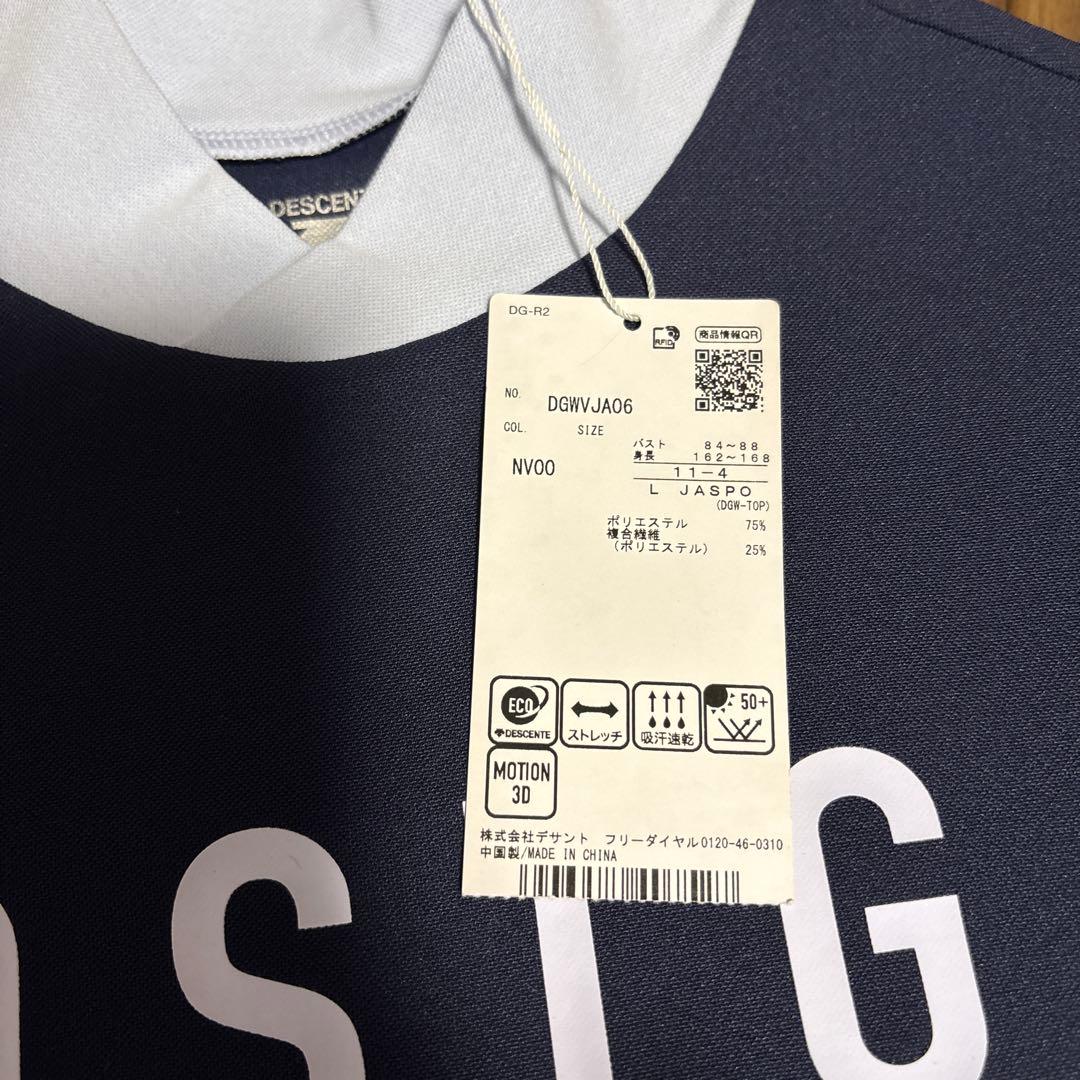 DESCEN
DG-R2
RFID
商品情報QR
NO. DGWVJA06
COL. SIZE
バスト 84~88
身長 162~168
NV00
11-4
L JASPO
(DGW-TOP)
ポリエステル 75%
複合繊維
(ポリエステル) 25%
ECO
DESCENTE
ストレッチ
吸汗速乾
50+
MOTION
3D
株式会社デサント フリーダイヤル0120-46-0310
中国製/MADE IN CHINA
SIG